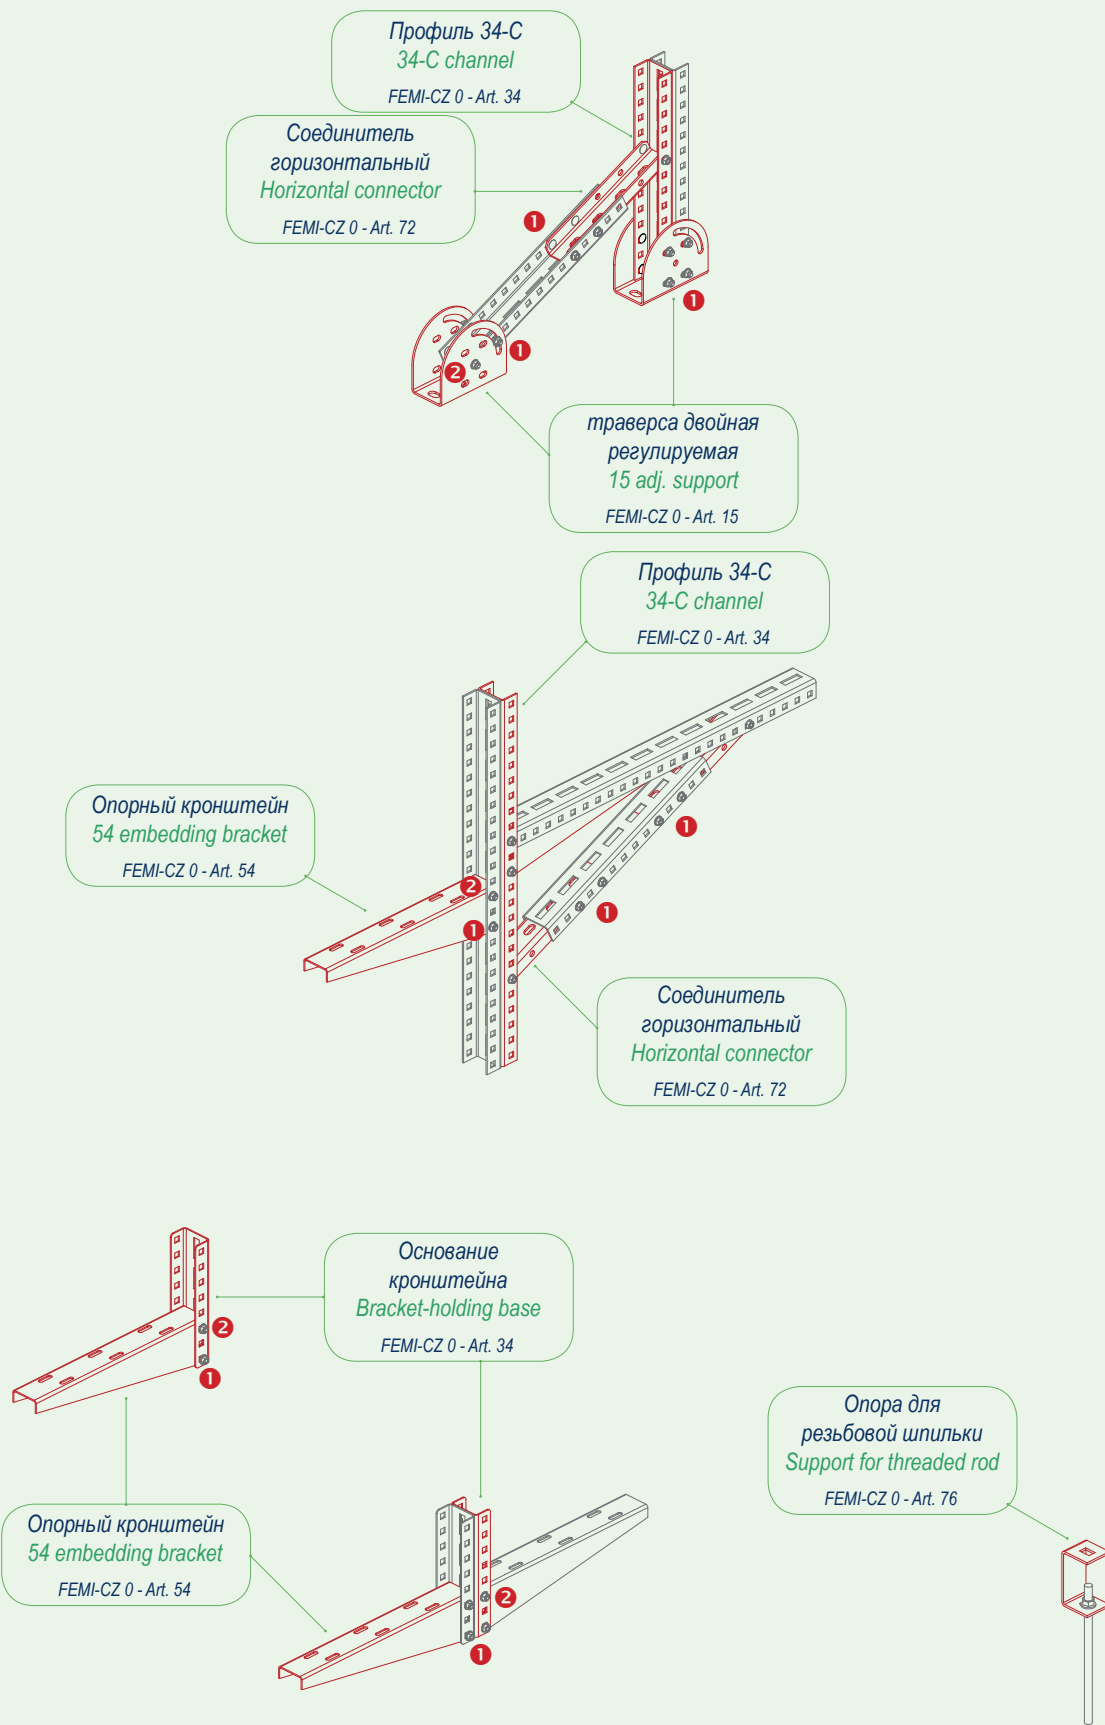 Профиль 34-C
34-C channel
FEMI-CZ 0 - Art. 34
Соединитель
горизонтальный
Horizontal connector
FEMI-CZ 0 - Art. 72
1
1
1
2
траверса двойная
регулируемая
15 adj. support
FEMI-CZ 0 - Art. 15
Профиль 34-C
34-C channel
FEMI-CZ 0 - Art. 34
Опорный кронштейн
54 embedding bracket
FEMI-CZ 0 - Art. 54
1
2
1
1
Соединитель
горизонтальный
Horizontal connector
FEMI-CZ 0 - Art. 72
Основание
кронштейна
Bracket-holding base
FEMI-CZ 0 - Art. 34
2
1
Опора для
резьбовой шпильки
Support for threaded rod
FEMI-CZ 0 - Art. 76
Опорный кронштейн
54 embedding bracket
FEMI-CZ 0 - Art. 54
2
1